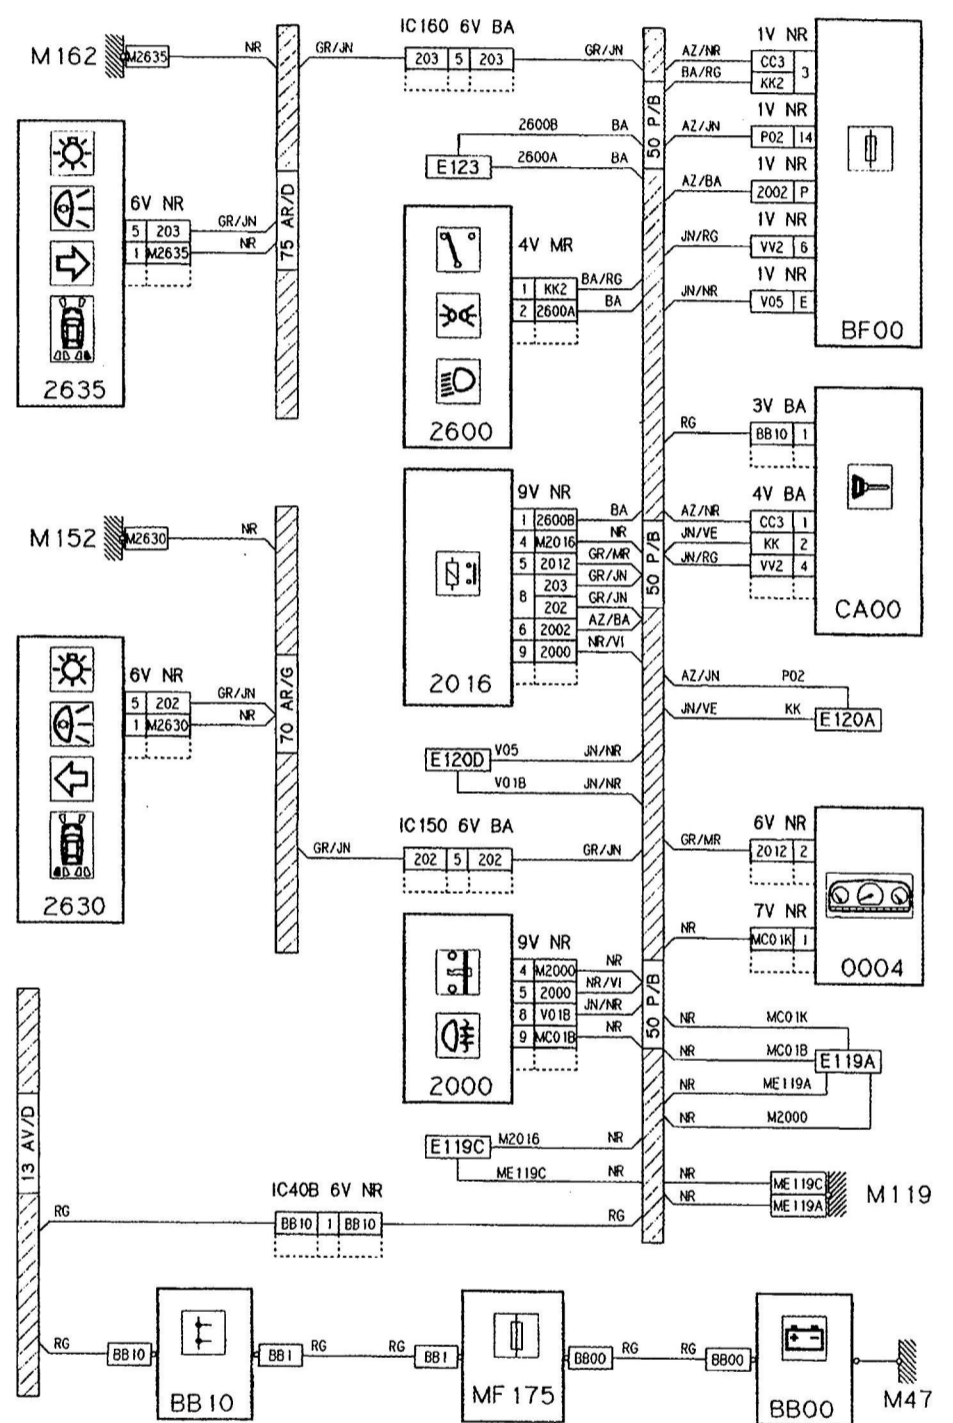 IC160 6V BA
M162
M2635
NR
GR/JN
203 5 203
GR/JN
AZ/NR
BA/RG
1V NR
CC3 3
KK2
2600B BA
E123
2600A BA
50 P/B
AZ/JN
1V NR
P02 14
AZ/BA
1V NR
2002 P
JN/RG
1V NR
VV2 6
JN/NR
1V NR
V05 E
BF00
6V NR
5 203 GR/JN
1 M2635 NR
75 AR/D
2635
4V MR
1 KK2 BA/RG
2 2600A BA
2600
RG
3V BA
BB10 1
4V BA
AZ/NR CC3 1
JN/VE KK 2
JN/RG VV2 4
CA00
9V NR
1 2600B BA
4 M2016 NR
5 2012 GR/MR
8 203 GR/JN
202 GR/JN
6 2002 AZ/BA
9 2000 NR/VI
50 P/B
2016
M152
M2630
NR
6V NR
5 202 GR/JN
1 M2630 NR
70 AR/G
2630
AZ/JN P02
JN/VE KK
E120A
E120D
V05 JN/NR
V01B JN/NR
IC150 6V BA
GR/JN
202 5 202
GR/JN
GR/MR
6V NR
2012 2
7V NR
NR
MC01K 1
0004
9V NR
4 M2000 NR
5 2000 NR/VI
8 V01B JN/NR
9 MC01B NR
50 P/B
2000
NR MC01K
NR MC01B
E119A
NR ME119A
NR M2000
E119C
M2016 NR
ME119C NR
NR ME119C
NR ME119A
M119
13 AV/D
IC40B 6V NR
RG
BB10 1 BB10
RG
RG
BB10
BB10
BB1
RG
RG
BB1
MF175
BB00
RG
RG
BB00
BB00
M47